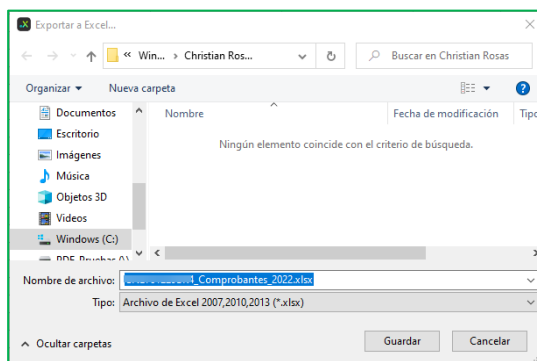 Exportar a Excel...
« Win... › Christian Ros...
Buscar en Christian Rosas
Organizar
Nueva carpeta
?
Documentos
Escritorio
Imágenes
Música
Objetos 3D
Videos
Windows (C:)
Nombre
Fecha de modificación
Tipo
Ningún elemento coincide con el criterio de búsqueda.
Nombre de archivo:
_Comprobantes_2022.xlsx
Tipo:
Archivo de Excel 2007,2010,2013 (*.xlsx)
Ocultar carpetas
Guardar
Cancelar